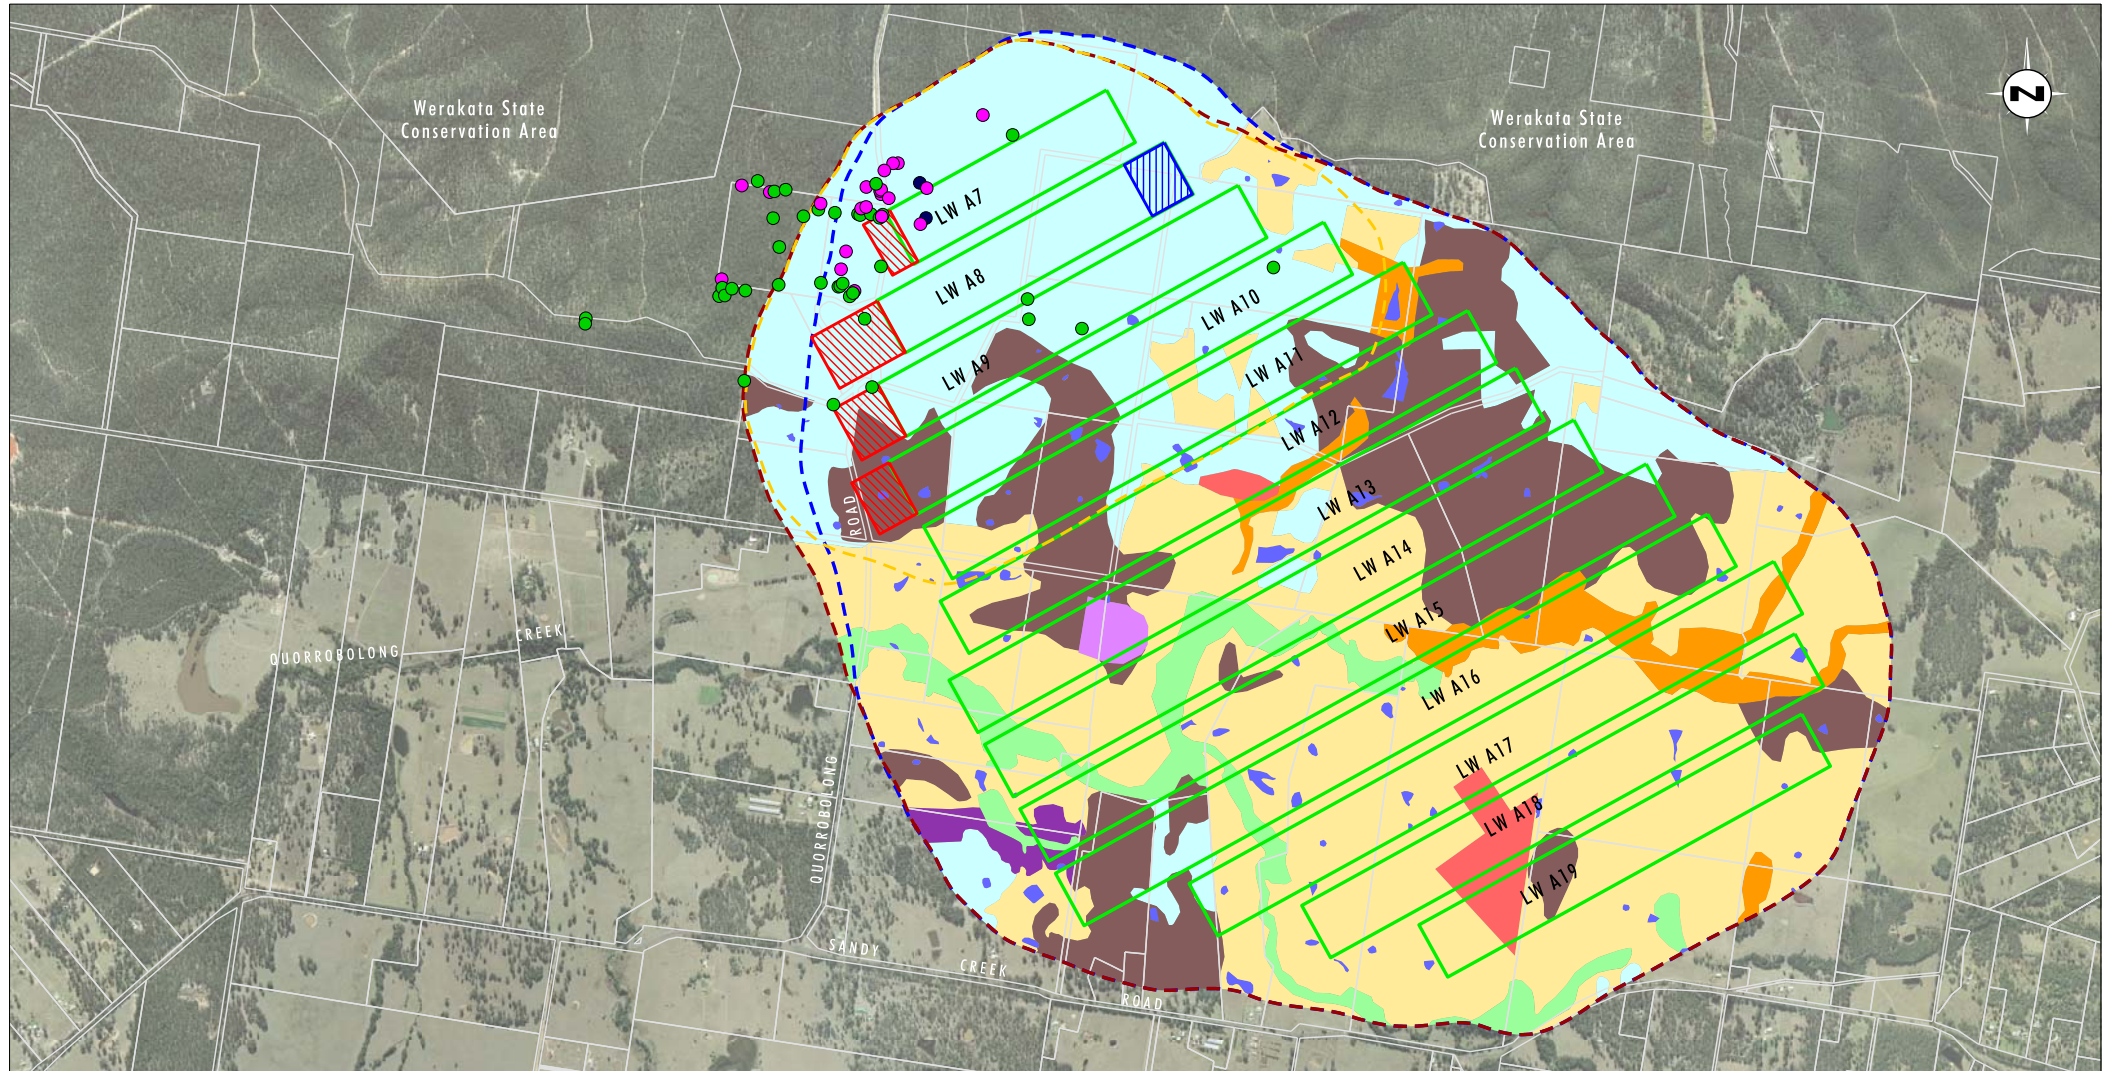 Werakata State
Conservation Area
Werakata State
Conservation Area
N
LW A7
LW A8
LW A9
LW A10
LW A11
LW A12
LW A13
LW A14
LW A15
LW A16
LW A17
LW A18
LW A19
ROAD
QUORROBOLONG
CREEK
QUORROBOLONG
SANDY
CREEK
ROAD